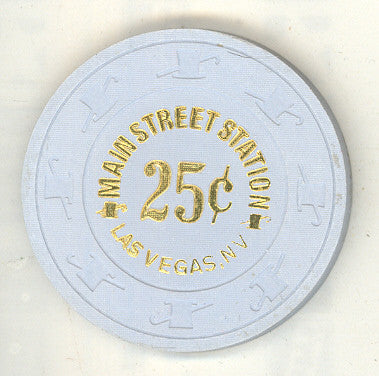 MAIN STREET STATION
25¢
LAS VEGAS, NV